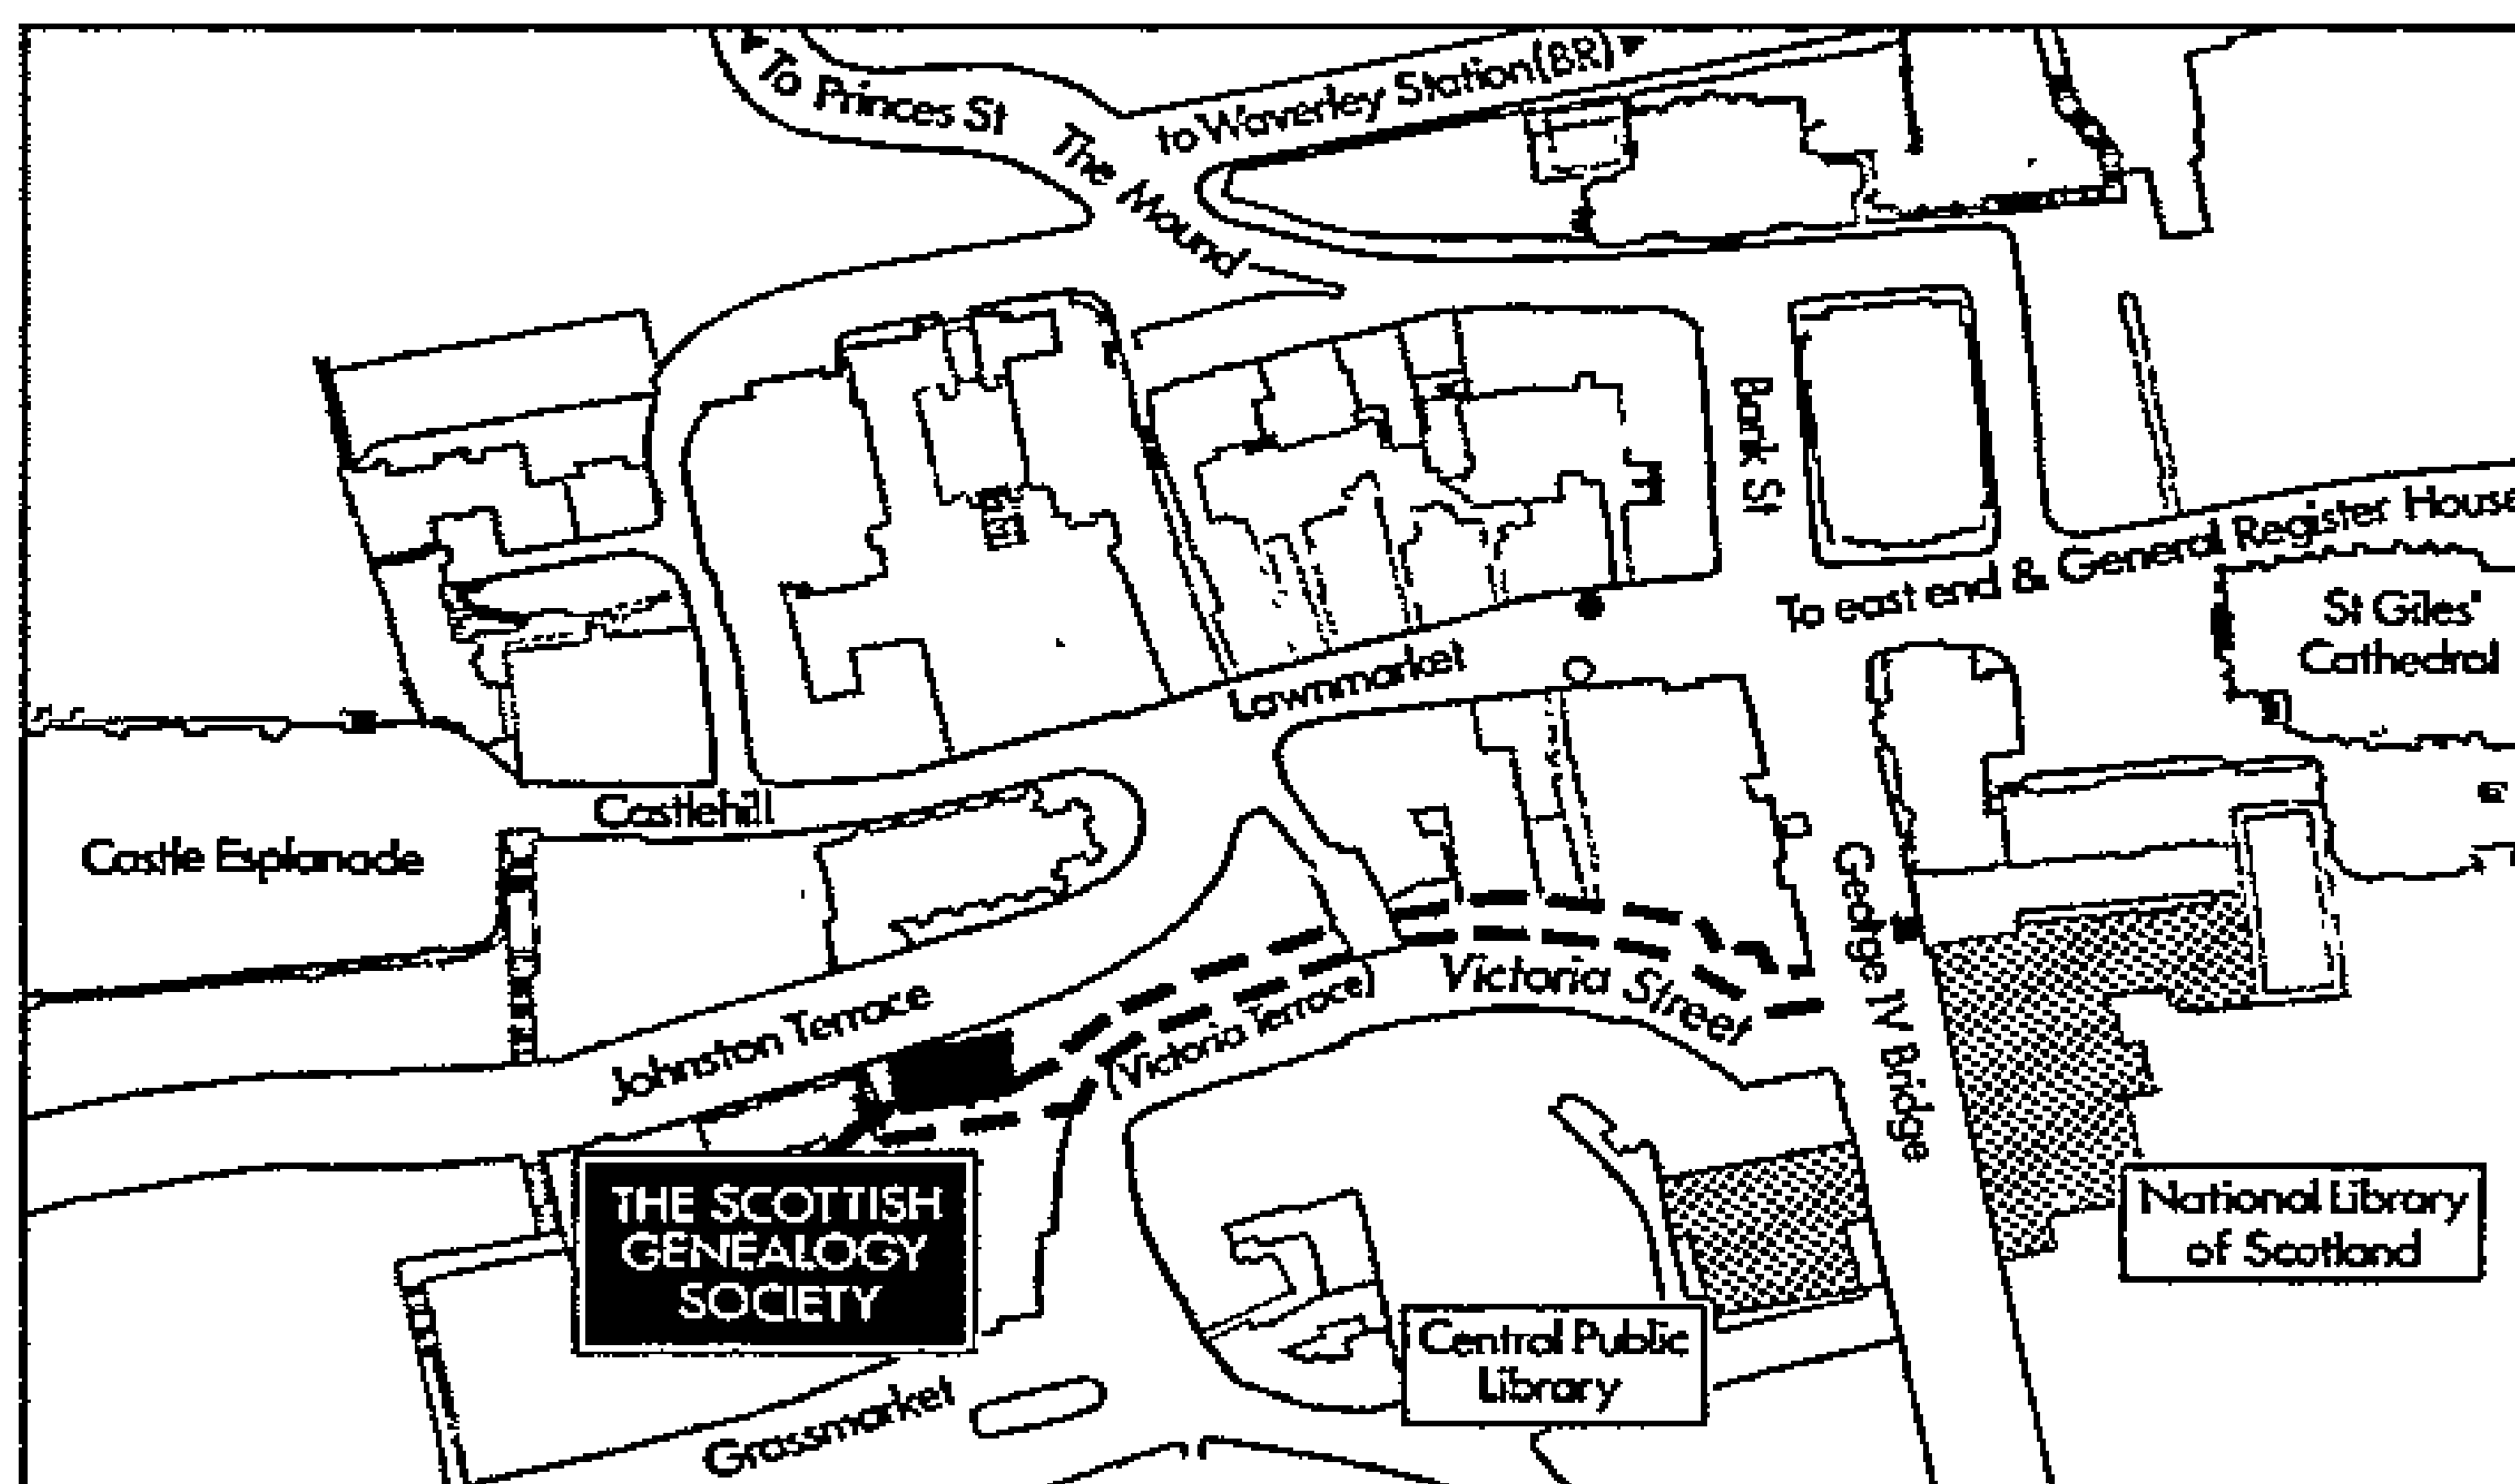 To Princes St
to Waverley Station (BR)
The Mound
Bank St
To east end & General Register House
St Giles'
Cathedral
Lawnmarket
Castlehill
Castle Esplanade
George IV Bridge
Victoria Street
(Victoria Terrace)
Johnston Terrace
THE SCOTTISH
GENEALOGY
SOCIETY
National Library
of Scotland
Central Public
Library
Grassmarket